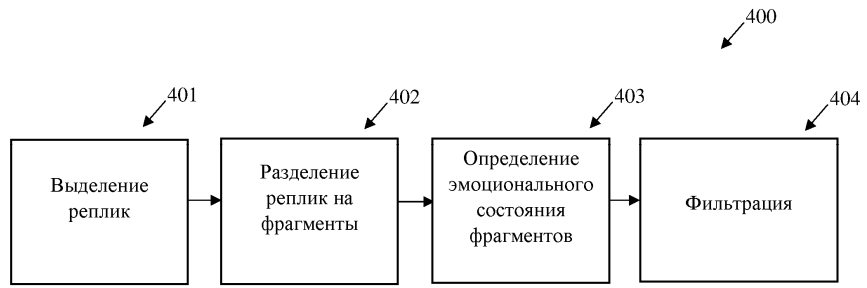 400
401
402
403
404
Выделение
реплик
Разделение
реплик на
фрагменты
Определение
эмоционального
состояния
фрагментов
Фильтрация